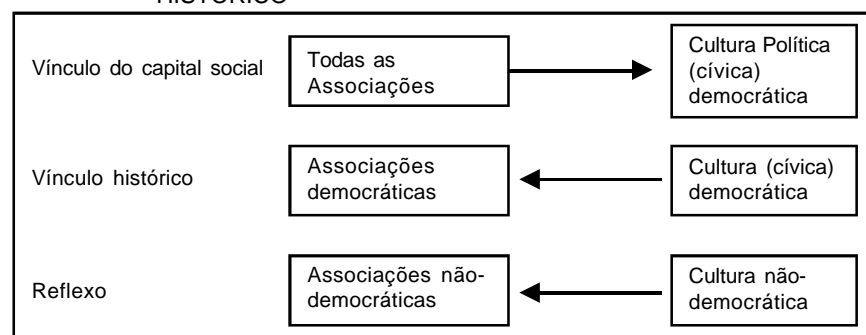 HISTÓRICO
Vínculo do capital social
Todas as
Associações
Cultura Política
(cívica)
democrática
Vínculo histórico
Associações
democráticas
Cultura (cívica)
democrática
Reflexo
Associações não-
democráticas
Cultura não-
democrática